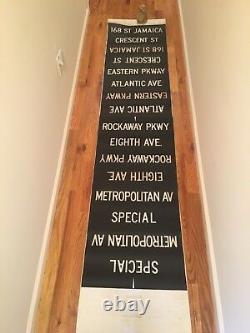 168 ST JAMAICA
CRESCENT ST
168 ST JAMAICA
CRESCENT ST
EASTERN PKWAY
ATLANTIC AVE
EASTERN PKWAY
ATLANTIC AVE
ROCKAWAY PKWY
EIGHTH AVE.
ROCKAWAY PKWY
EIGHTH AVE.
METROPOLITAN AV
SPECIAL
METROPOLITAN AV
SPECIAL